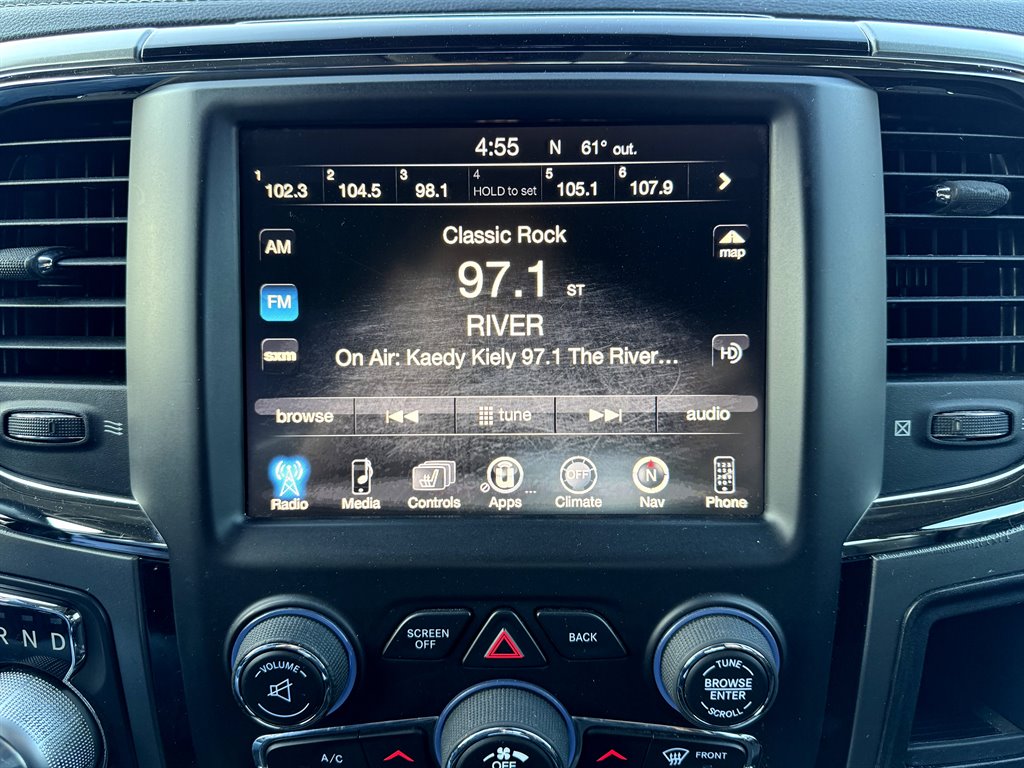 4:55 N 61° out.
1 102.3 2 104.5 3 98.1 4 HOLD to set 5 105.1 6 107.9
AM
Classic Rock
map
97.1 ST
FM
RIVER
sxm
On Air: Kaedy Kiely 97.1 The River...
HD
browse tune audio
OFF N
Radio Media Controls Apps ... Climate Nav Phone
R N D
SCREEN
OFF
BACK
VOLUME
TUNE
BROWSE
ENTER
SCROLL
A/C
OFF
FRONT